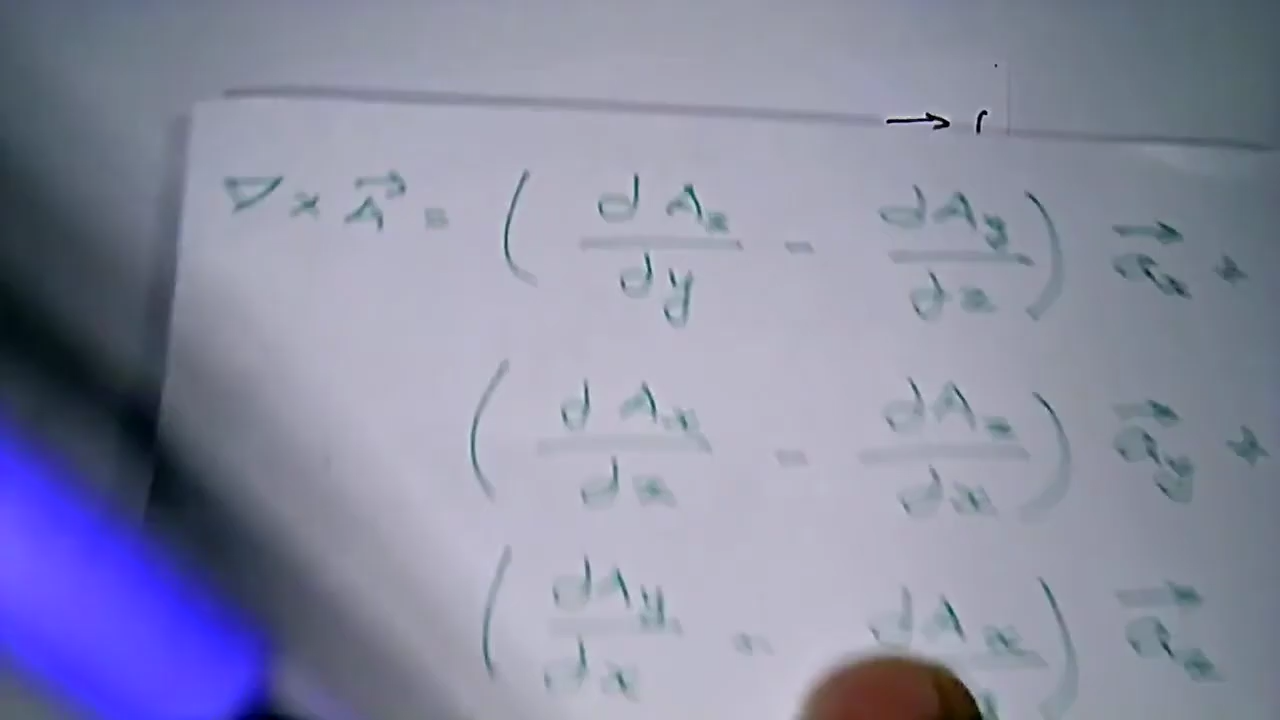 → r
∇ × A⃗ = ( dA_z/dy - dA_y/dz ) a⃗_x +
( dA_x/dz - dA_z/dx ) a⃗_y +
( dA_y/dx - dA_x/ ) a⃗_z